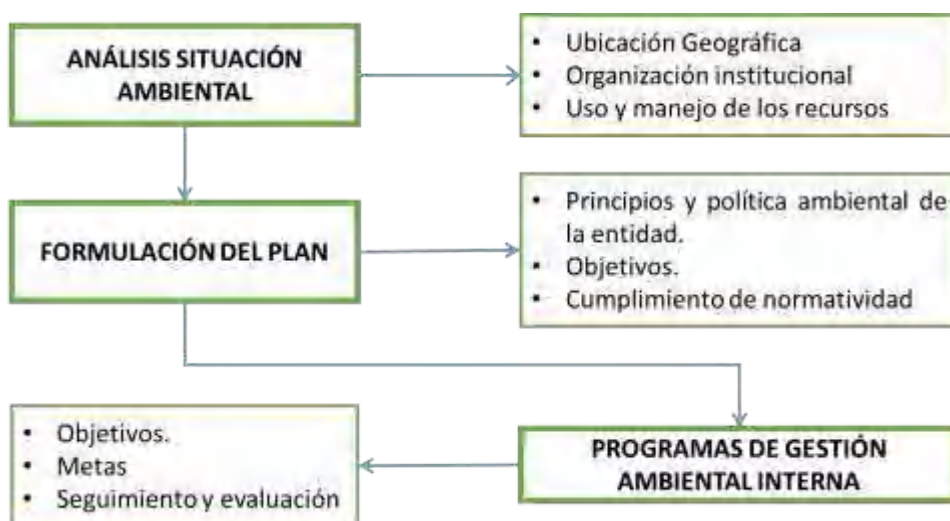 ANÁLISIS SITUACIÓN
AMBIENTAL
• Ubicación Geográfica
• Organización institucional
• Uso y manejo de los recursos
FORMULACIÓN DEL PLAN
• Principios y política ambiental de
la entidad.
• Objetivos.
• Cumplimiento de normatividad
PROGRAMAS DE GESTIÓN
AMBIENTAL INTERNA
• Objetivos.
• Metas
• Seguimiento y evaluación